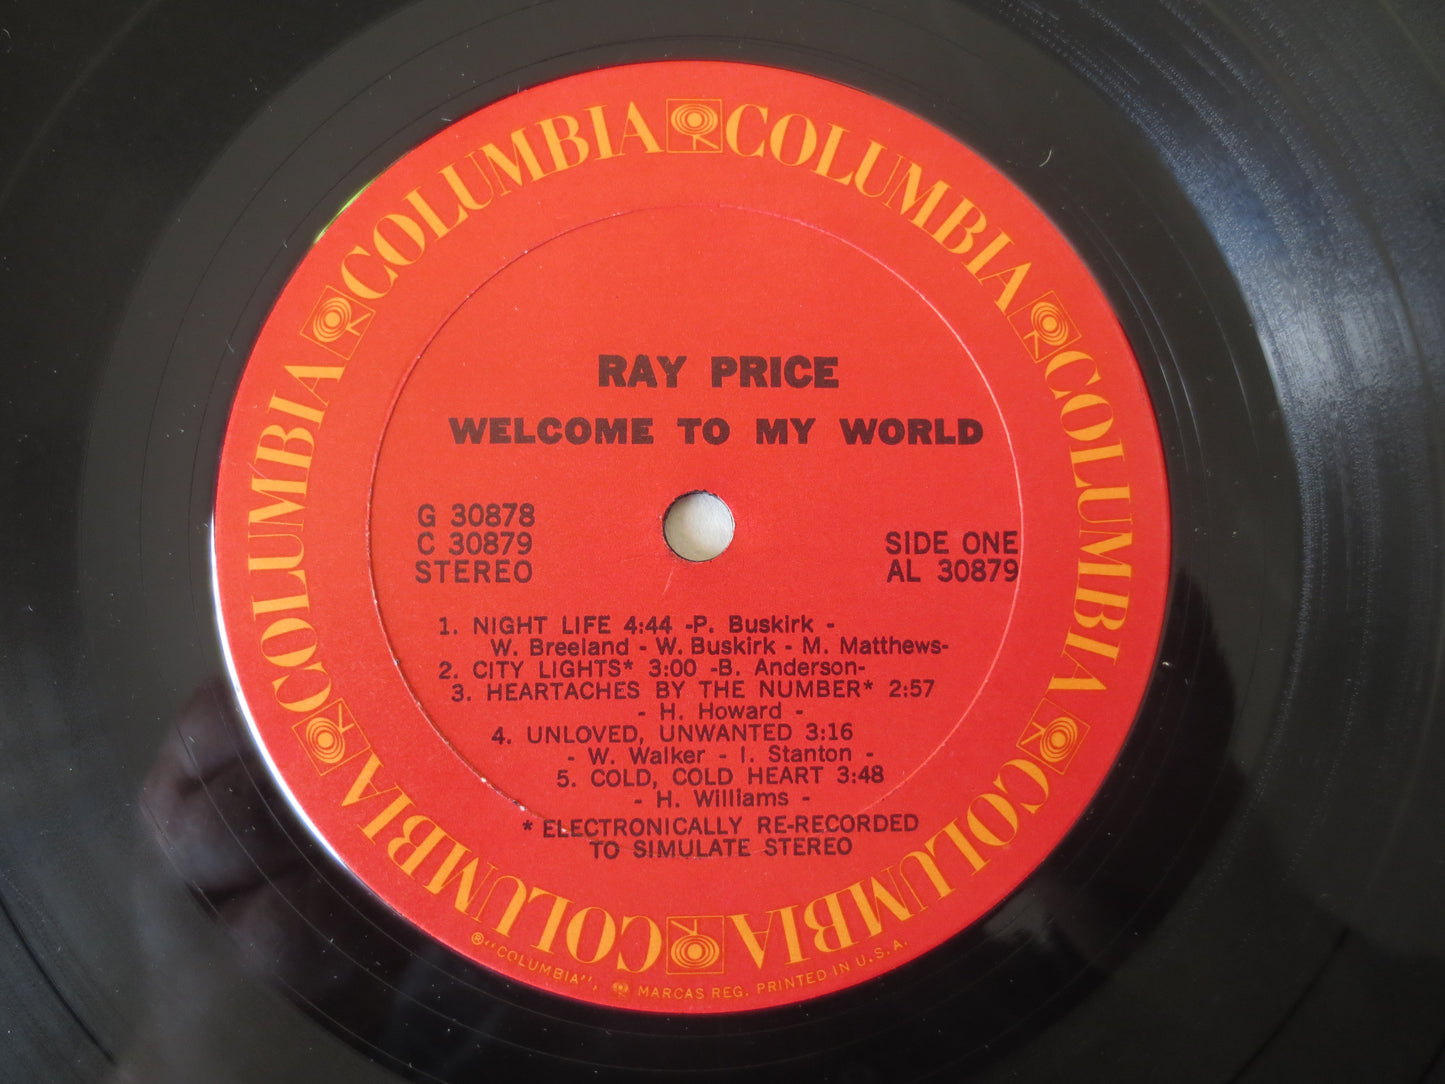 COLUMBIA COLUMBIA COLUMBIA COLUMBIA COLUMBIA COLUMBIA
RAY PRICE
WELCOME TO MY WORLD
G 30878
C 30879
STEREO
SIDE ONE
AL 30879
1. NIGHT LIFE 4:44 -P. Buskirk -
W. Breeland - W. Buskirk - M. Matthews-
2. CITY LIGHTS* 3:00 -B. Anderson-
3. HEARTACHES BY THE NUMBER* 2:57
- H. Howard -
4. UNLOVED, UNWANTED 3:16
- W. Walker - I. Stanton -
5. COLD, COLD HEART 3:48
- H. Williams -
* ELECTRONICALLY RE-RECORDED
TO SIMULATE STEREO
® "COLUMBIA", MARCAS REG. PRINTED IN U.S.A.